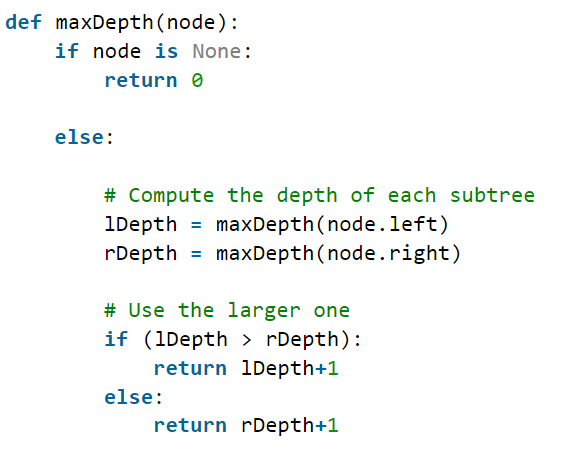 def maxDepth(node):
    if node is None:
        return 0
    else:
        # Compute the depth of each subtree
        lDepth = maxDepth(node.left)
        rDepth = maxDepth(node.right)
        # Use the larger one
        if (lDepth > rDepth):
            return lDepth+1
        else:
            return rDepth+1